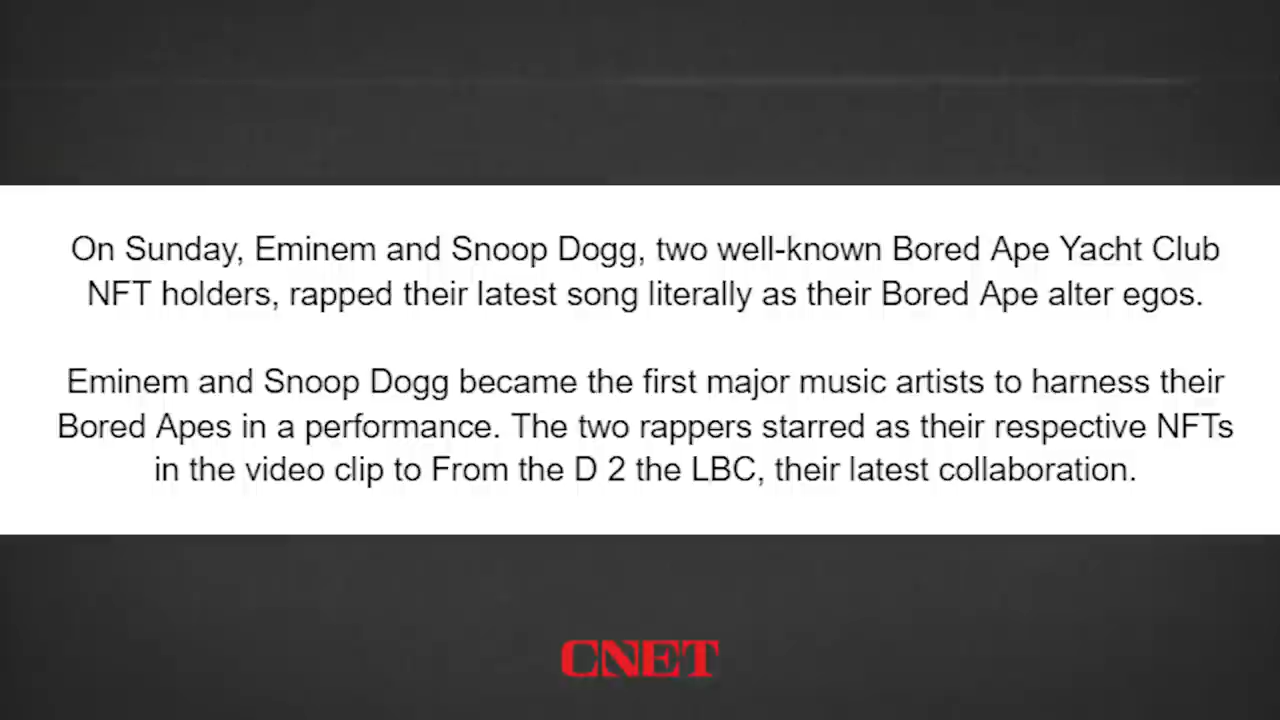 On Sunday, Eminem and Snoop Dogg, two well-known Bored Ape Yacht Club
NFT holders, rapped their latest song literally as their Bored Ape alter egos.
Eminem and Snoop Dogg became the first major music artists to harness their
Bored Apes in a performance. The two rappers starred as their respective NFTs
in the video clip to From the D 2 the LBC, their latest collaboration.
CNET